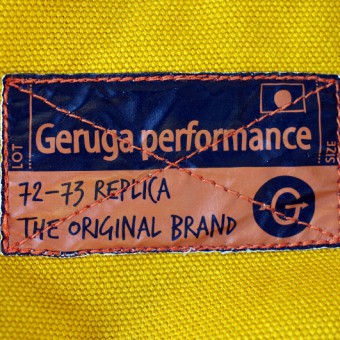 LOT
Geruga performance
SIZE
72-73 REPLICA
THE ORIGINAL BRAND
G